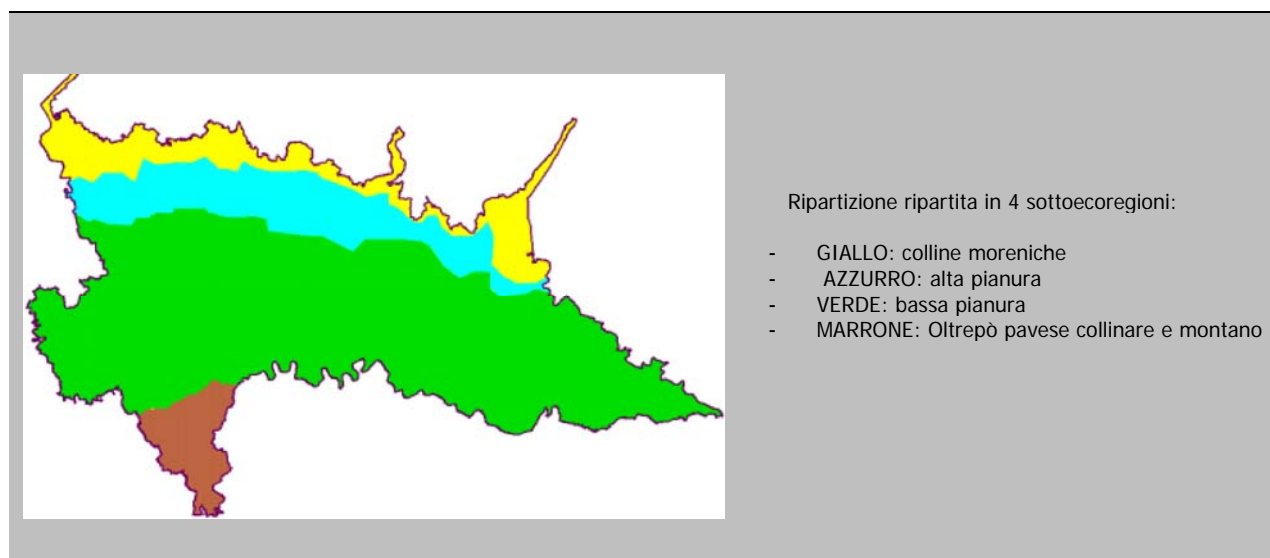 Ripartizione ripartita in 4 sottoecoregioni:
- GIALLO: colline moreniche
- AZZURRO: alta pianura
- VERDE: bassa pianura
- MARRONE: Oltrepò pavese collinare e montano